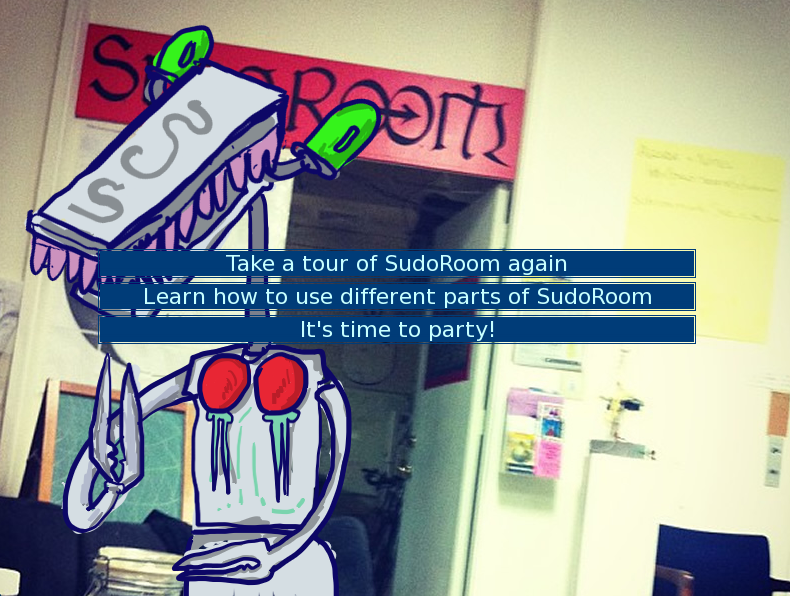 SudoRoom
Take a tour of SudoRoom again
Learn how to use different parts of SudoRoom
It's time to party!